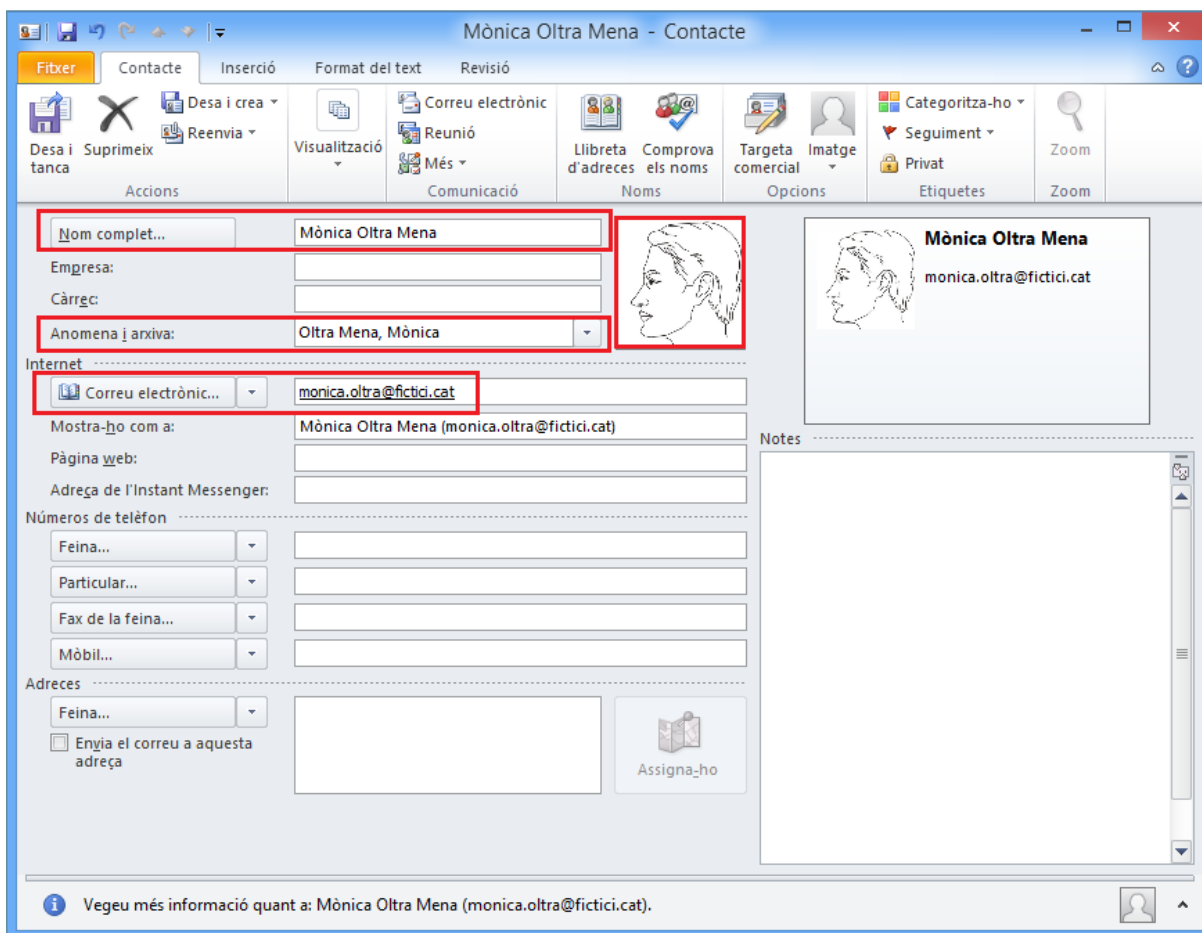 Mònica Oltra Mena - Contacte
Fitxer Contacte Inserció Format del text Revisió
Desa i tanca
Suprimeix
Desa i crea
Reenvia
Accions
Visualització
Correu electrònic
Reunió
Més
Comunicació
Llibreta d'adreces
Comprova els noms
Noms
Targeta comercial
Imatge
Opcions
Categoritza-ho
Seguiment
Privat
Etiquetes
Zoom
Zoom
Nom complet... Mònica Oltra Mena
Empresa:
Càrrec:
Anomena i arxiva: Oltra Mena, Mònica
Internet
Correu electrònic... monica.oltra@fictici.cat
Mostra-ho com a: Mònica Oltra Mena (monica.oltra@fictici.cat)
Pàgina web:
Adreça de l'Instant Messenger:
Números de telèfon
Feina...
Particular...
Fax de la feina...
Mòbil...
Adreces
Feina...
Envia el correu a aquesta
adreça
Assigna-ho
Mònica Oltra Mena
monica.oltra@fictici.cat
Notes
Vegeu més informació quant a: Mònica Oltra Mena (monica.oltra@fictici.cat).